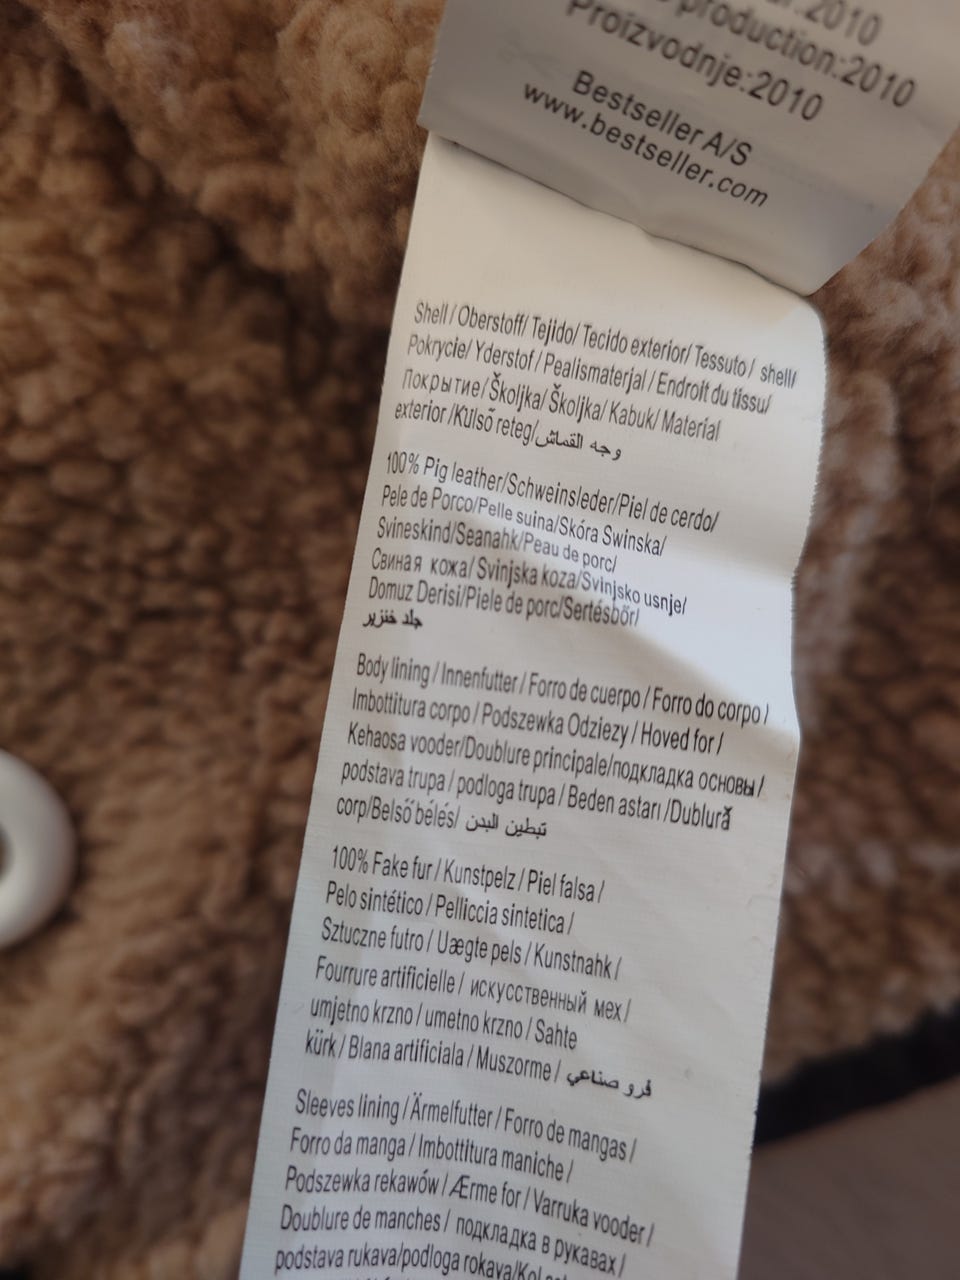 2010
production:2010
Proizvodnje:2010
Bestseller A/S
www.bestseller.com
Shell / Oberstoff/ Tejido/ Tecido exterior/ Tessuto / shell/
Pokrycie/ Yderstof / Pealismaterjal / Endroit du tissu/
Покрытие/ Školjka/ Školjka/ Kabuk/ Material
exterior /Külső reteg/وجه القماش
100% Pig leather/Schweinsleder/Piel de cerdo/
Pele de Porco/Pelle suina/Skóra Swinska/
Svineskind/Seanahk/Peau de porc/
Свиная кожа/ Svinjska koza/Svinjsko usnje/
Domuz Derisi/Piele de porc/Sertésbőr/
جلد خنزير
Body lining / Innenfutter / Forro de cuerpo / Forro do corpo /
Imbottitura corpo / Podszewka Odziezy / Hoved for /
Kehaosa vooder/Doublure principale/подкладка основы /
podstava trupa / podloga trupa / Beden astarı /Dublură
corp/Belső bélés/ تبطين البدن
100% Fake fur / Kunstpelz / Piel falsa /
Pelo sintético / Pelliccia sintetica /
Sztuczne futro / Uægte pels / Kunstnahk /
Fourrure artificielle / искусственный мех /
umjetno krzno / umetno krzno / Sahte
kürk / Blana artificiala / Muszorme / فرو صناعي
Sleeves lining / Ärmelfutter / Forro de mangas /
Forro da manga / Imbottitura maniche /
Podszewka rekawów / Ærme for / Varruka vooder /
Doublure de manches / подкладка в рукавах /
podstava rukava/podloga rokava/Kol